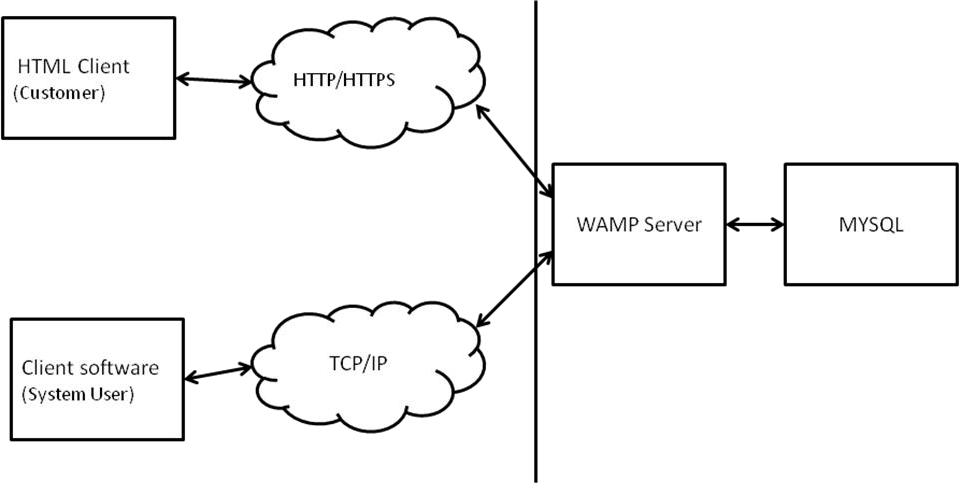 HTML Client
(Customer)
HTTP/HTTPS
WAMP Server
MYSQL
Client software
(System User)
TCP/IP